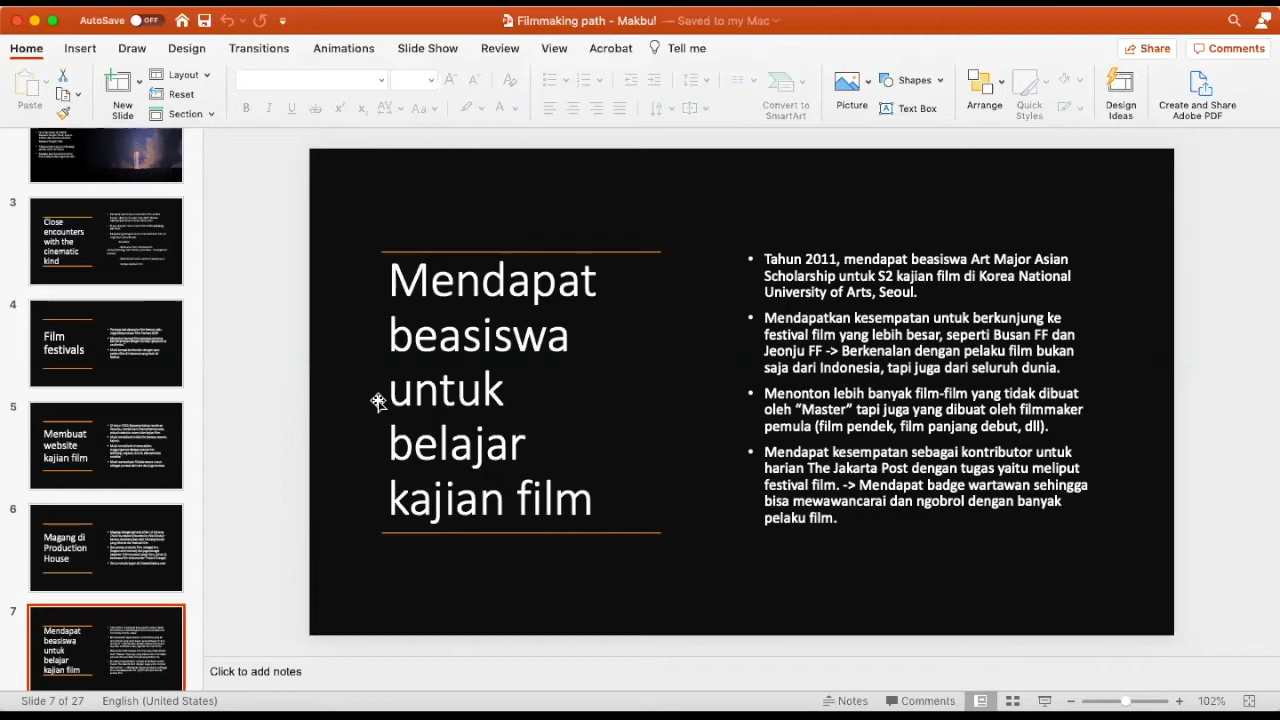 AutoSave OFF
Filmmaking path - Makbul — Saved to my Mac
Home Insert Draw Design Transitions Animations Slide Show Review View Acrobat Tell me
Share Comments
Paste
New
Slide
Layout
Reset
Section
Convert to
SmartArt
Picture
Shapes
Text Box
Arrange
Quick
Styles
Design
Ideas
Create and Share
Adobe PDF
3
Close
encounters
with the
cinematic
kind
4
Film
festivals
5
Membuat
website
kajian film
6
Magang di
Production
House
7
Mendapat
beasiswa
untuk
belajar
kajian film
Mendapat
beasiswa
untuk
belajar
kajian film
• Tahun 2011, mendapat beasiswa Art Major Asian
Scholarship untuk S2 kajian film di Korea National
University of Arts, Seoul.
• Mendapatkan kesempatan untuk berkunjung ke
festival film yang lebih besar, seperti Busan FF dan
Jeonju FF -> Berkenalan dengan pelaku film bukan
saja dari Indonesia, tapi juga dari seluruh dunia.
• Menonton lebih banyak film-film yang tidak dibuat
oleh “Master” tapi juga yang dibuat oleh filmmaker
pemula (film pendek, film panjang debut, dll).
• Mendapat kesempatan sebagai kontributor untuk
harian The Jakarta Post dengan tugas yaitu meliput
festival film. -> Mendapat badge wartawan sehingga
bisa mewawancarai dan ngobrol dengan banyak
pelaku film.
Click to add notes
Slide 7 of 27 English (United States)
Notes Comments 102%